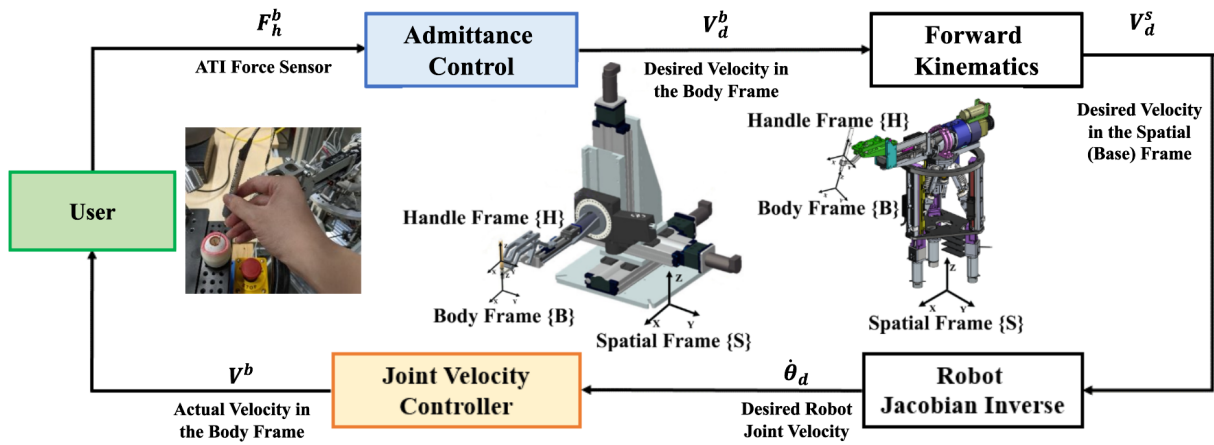 F_h^b
ATI Force Sensor
Admittance
Control
V_d^b
Desired Velocity in
the Body Frame
Forward
Kinematics
V_d^s
Desired Velocity
in the Spatial
(Base) Frame
User
Handle Frame {H}
Body Frame {B}
Z
X
Y
Spatial Frame {S}
Handle Frame {H}
Body Frame {B}
Z
X
Y
Spatial Frame {S}
V^b
Actual Velocity in
the Body Frame
Joint Velocity
Controller
θ̇_d
Desired Robot
Joint Velocity
Robot
Jacobian Inverse